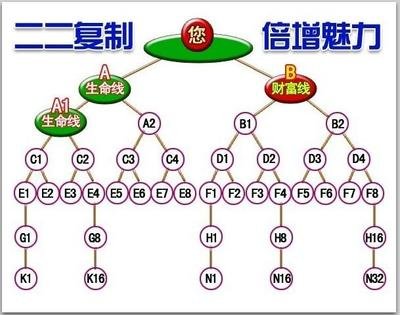 二二复制 您 倍增魅力
A B
生命线 财富线
A1
生命线 A2 B1 B2
C1 C2 C3 C4 D1 D2 D3 D4
E1 E2 E3 E4 E5 E6 E7 E8 F1 F2 F3 F4 F5 F6 F7 F8
G1 G8 H1 H8 H16
K1 K16 N1 N16 N32